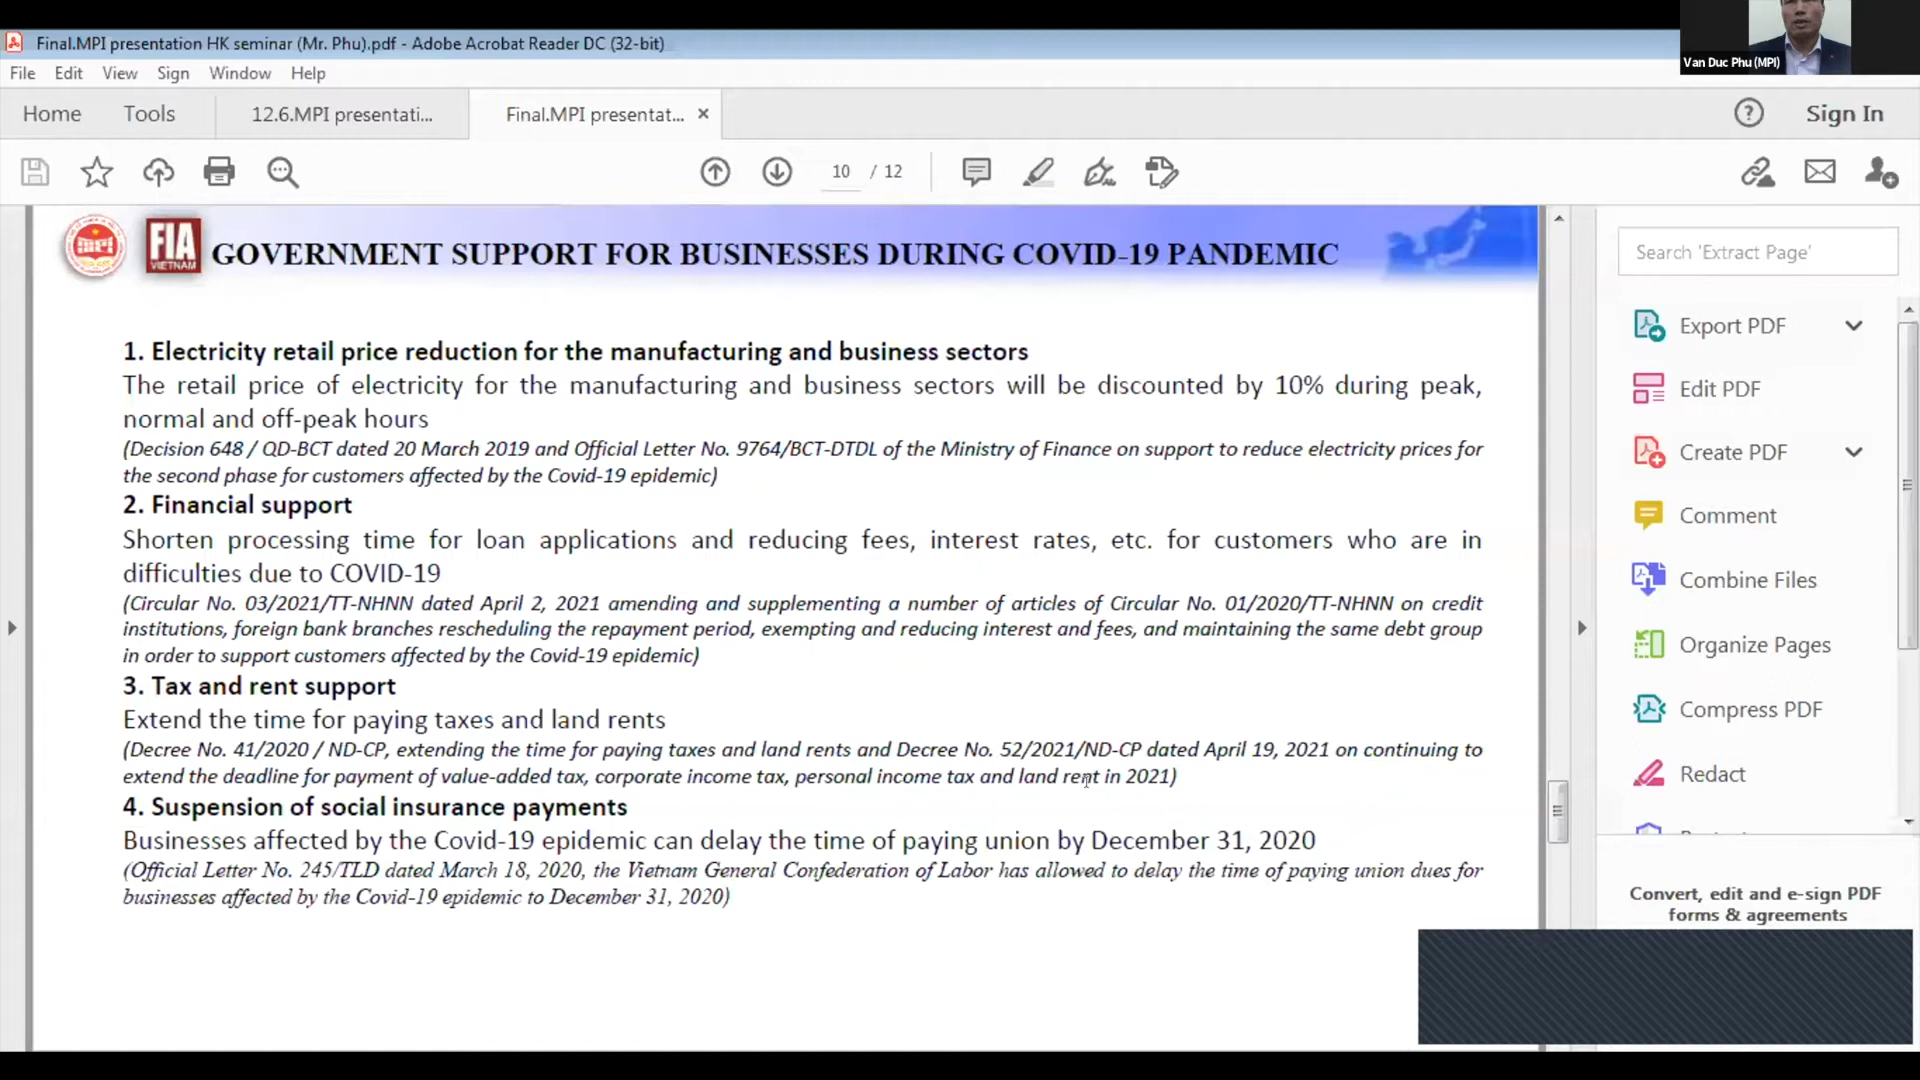 Final.MPI presentation HK seminar (Mr. Phu).pdf - Adobe Acrobat Reader DC (32-bit)
Van Duc Phu (MPI)
File Edit View Sign Window Help
Home Tools 12.6.MPI presentati... Final.MPI presentat... × Sign In
10 / 12
MPI
FIA
VIETNAM
GOVERNMENT SUPPORT FOR BUSINESSES DURING COVID-19 PANDEMIC
1. Electricity retail price reduction for the manufacturing and business sectors
The retail price of electricity for the manufacturing and business sectors will be discounted by 10% during peak,
normal and off-peak hours
(Decision 648 / QD-BCT dated 20 March 2019 and Official Letter No. 9764/BCT-DTDL of the Ministry of Finance on support to reduce electricity prices for
the second phase for customers affected by the Covid-19 epidemic)
2. Financial support
Shorten processing time for loan applications and reducing fees, interest rates, etc. for customers who are in
difficulties due to COVID-19
(Circular No. 03/2021/TT-NHNN dated April 2, 2021 amending and supplementing a number of articles of Circular No. 01/2020/TT-NHNN on credit
institutions, foreign bank branches rescheduling the repayment period, exempting and reducing interest and fees, and maintaining the same debt group
in order to support customers affected by the Covid-19 epidemic)
3. Tax and rent support
Extend the time for paying taxes and land rents
(Decree No. 41/2020 / ND-CP, extending the time for paying taxes and land rents and Decree No. 52/2021/ND-CP dated April 19, 2021 on continuing to
extend the deadline for payment of value-added tax, corporate income tax, personal income tax and land rent in 2021)
4. Suspension of social insurance payments
Businesses affected by the Covid-19 epidemic can delay the time of paying union by December 31, 2020
(Official Letter No. 245/TLD dated March 18, 2020, the Vietnam General Confederation of Labor has allowed to delay the time of paying union dues for
businesses affected by the Covid-19 epidemic to December 31, 2020)
Search 'Extract Page'
Export PDF
Edit PDF
Create PDF
Comment
Combine Files
Organize Pages
Compress PDF
Redact
Convert, edit and e-sign PDF
forms & agreements